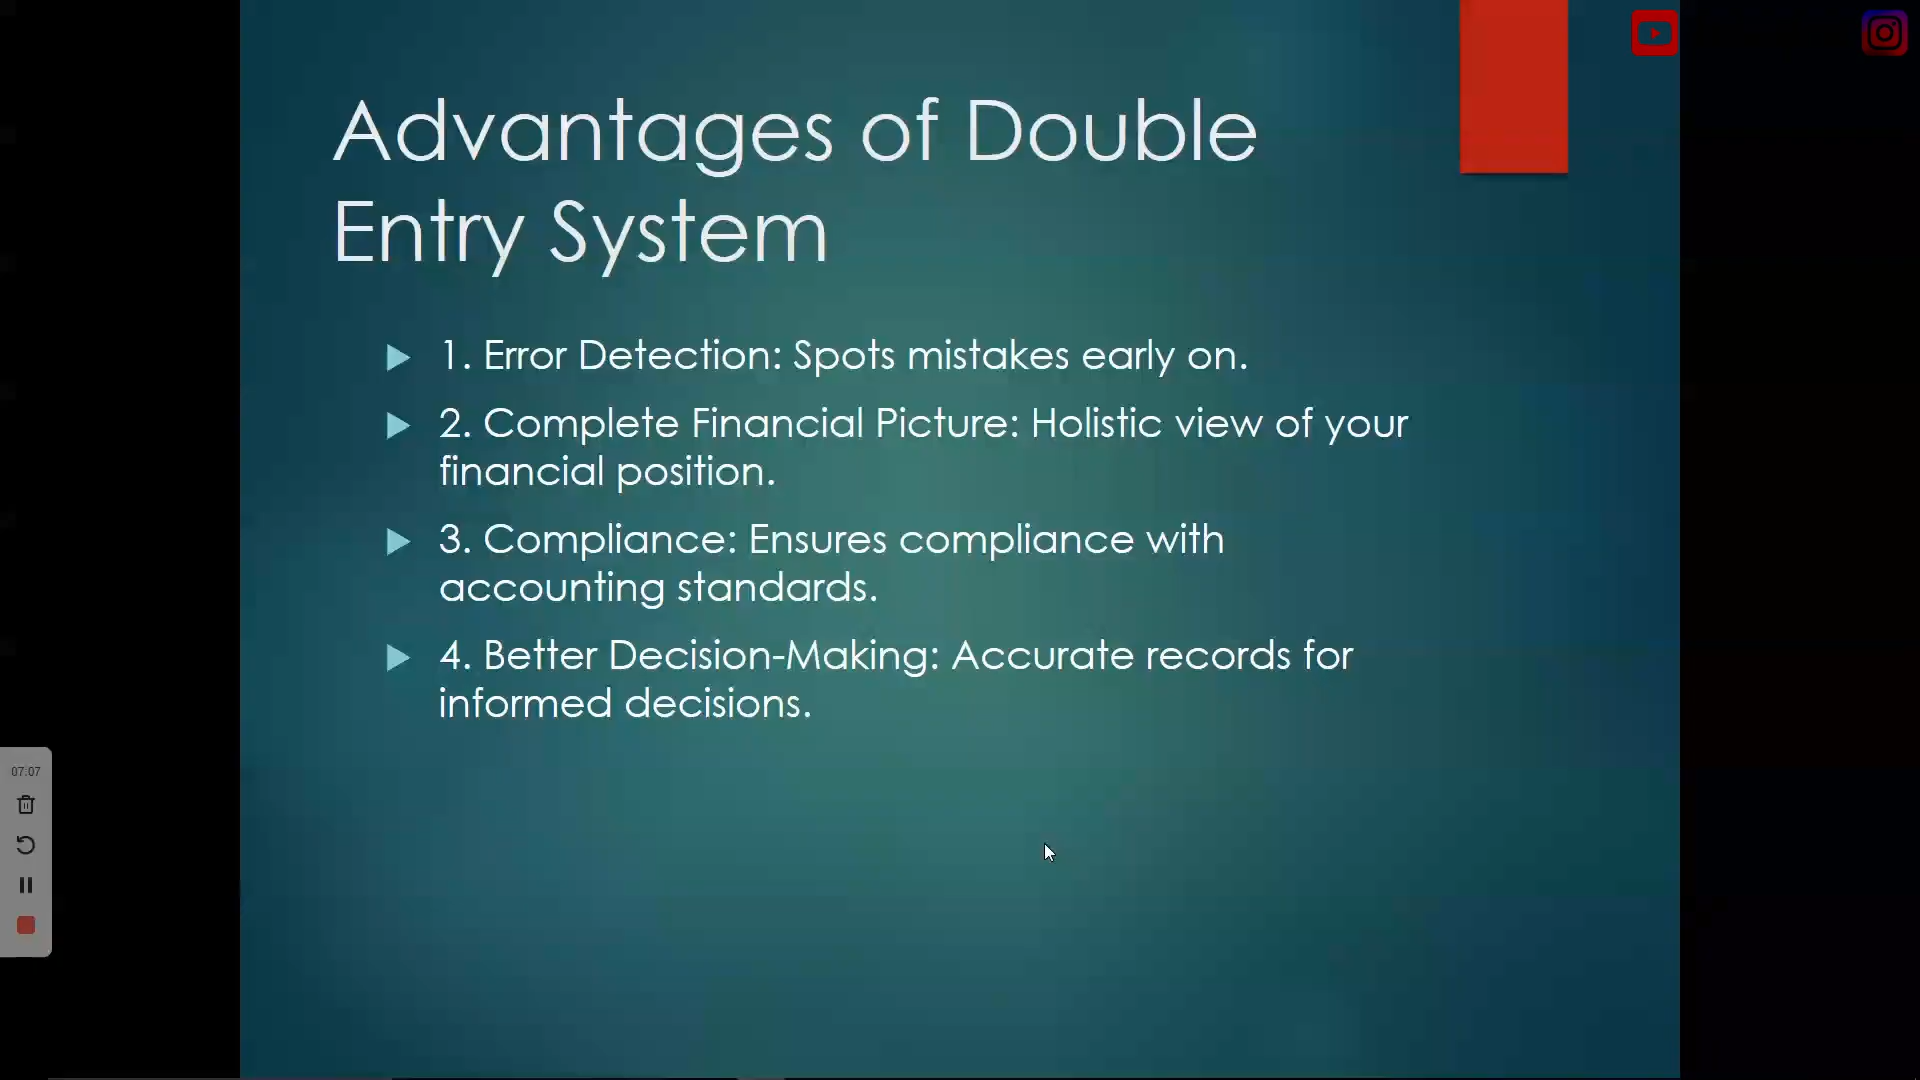 Advantages of Double
Entry System
1. Error Detection: Spots mistakes early on.
2. Complete Financial Picture: Holistic view of your
financial position.
3. Compliance: Ensures compliance with
accounting standards.
4. Better Decision-Making: Accurate records for
informed decisions.
07:07